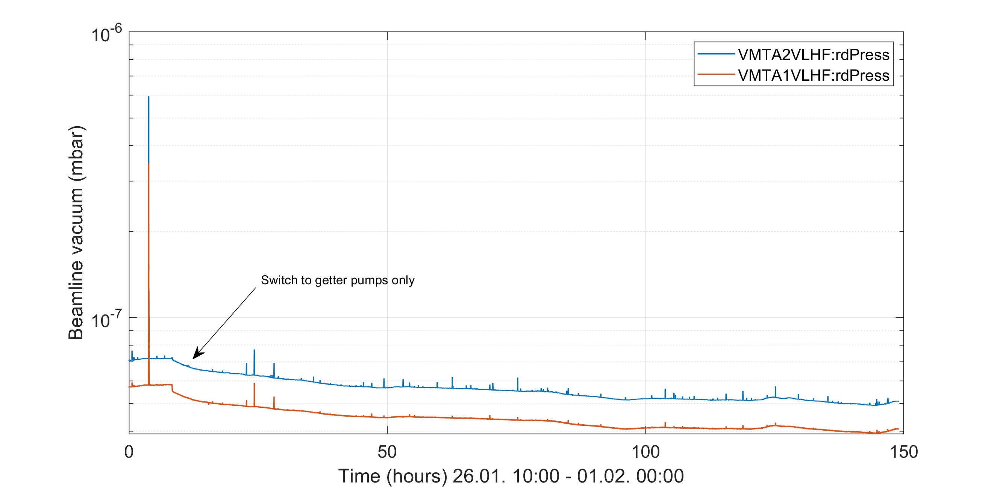 10-6
VMTA2VLHF:rdPress
VMTA1VLHF:rdPress
Beamline vacuum (mbar)
Switch to getter pumps only
10-7
0 50 100 150
Time (hours) 26.01. 10:00 - 01.02. 00:00